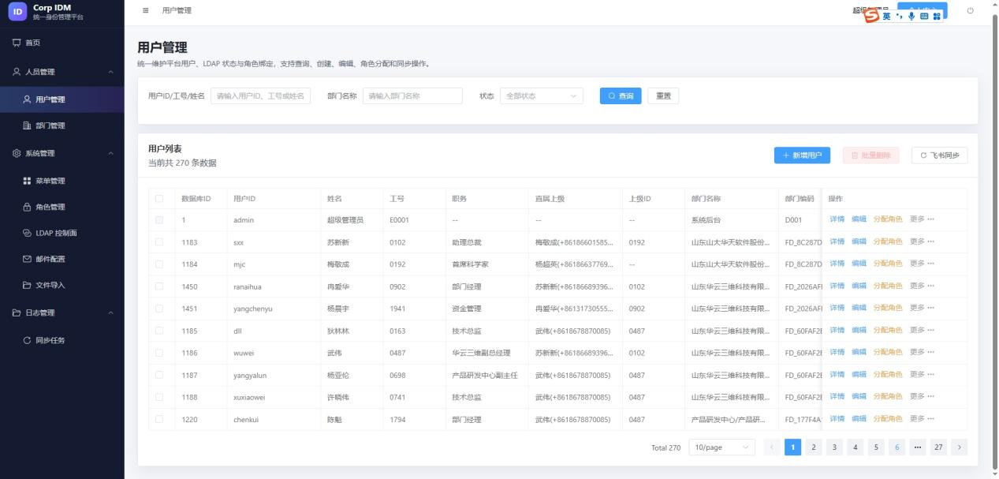 ID Corp IDM
统一身份管理平台
首页
人员管理
用户管理
部门管理
系统管理
菜单管理
角色管理
LDAP 控制面
邮件配置
文件导入
日志管理
同步任务
用户管理
英
用户管理
统一维护平台用户、LDAP 状态与角色绑定，支持查询、创建、编辑、角色分配和同步操作。
用户ID/工号/姓名 请输入用户ID、工号或姓名 部门名称 请输入部门名称 状态 全部状态 查询 重置
用户列表
当前共 270 条数据
新增用户 批量删除 飞书同步
数据库ID 用户ID 姓名 工号 职务 直属上级 上级ID 部门名称 部门编码 操作
1 admin 超级管理员 E0001 -- -- -- 系统后台 D001 详情 编辑 分配角色 更多 ···
1183 sxx 苏新新 0102 助理总裁 梅敬成(+86186601585... 0192 山东山大华天软件股份... FD_8C287D 详情 编辑 分配角色 更多 ···
1184 mjc 梅敬成 0192 首席科学家 杨超英(+86186637769... -- 山东山大华天软件股份... FD_8C287D 详情 编辑 分配角色 更多 ···
1450 ranaihua 冉爱华 0902 部门经理 苏新新(+86186689396... 0102 山东华云三维科技有限... FD_2026AF 详情 编辑 分配角色 更多 ···
1451 yangchenyu 杨晨宇 1941 资金管理 冉爱华(+86131730555... 0902 山东华云三维科技有限... FD_2026AF 详情 编辑 分配角色 更多 ···
1185 dll 狄林林 0163 技术总监 武伟(+8618678870085) 0487 山东华云三维科技有限... FD_60FAF2 详情 编辑 分配角色 更多 ···
1186 wuwei 武伟 0487 华云三维副总经理 苏新新(+86186689396... 0102 山东华云三维科技有限... FD_60FAF2 详情 编辑 分配角色 更多 ···
1187 yangyalun 杨亚伦 0698 产品研发中心副主任 武伟(+8618678870085) 0487 山东华云三维科技有限... FD_60FAF2 详情 编辑 分配角色 更多 ···
1188 xuxiaowei 许晓伟 0741 技术总监 武伟(+8618678870085) 0487 山东华云三维科技有限... FD_60FAF2 详情 编辑 分配角色 更多 ···
1220 chenkui 陈魁 1794 部门经理 武伟(+8618678870085) 0487 产品研发中心/产品研... FD_177F4A 详情 编辑 分配角色 更多 ···
Total 270 10/page 1 2 3 4 5 6 ··· 27